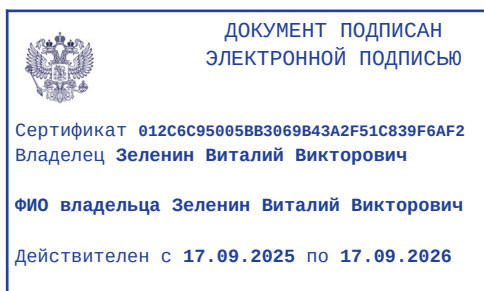 ДОКУМЕНТ ПОДПИСАН
ЭЛЕКТРОННОЙ ПОДПИСЬЮ
Сертификат 012C6C95005BB3069B43A2F51C839F6AF2
Владелец Зеленин Виталий Викторович
ФИО владельца Зеленин Виталий Викторович
Действителен с 17.09.2025 по 17.09.2026